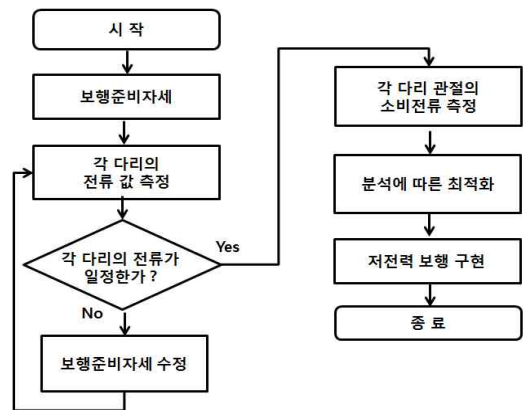 시 작
보행준비자세
각 다리의
전류 값 측정
각 다리의 전류가
일정한가 ?
Yes
No
보행준비자세 수정
각 다리 관절의
소비전류 측정
분석에 따른 최적화
저전력 보행 구현
종 료